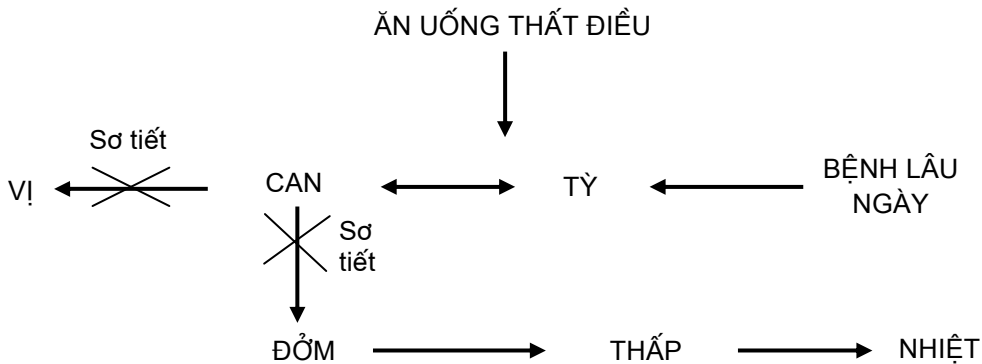 ĂN UỐNG THẤT ĐIỀU
Sơ tiết
VỊ
CAN
TỲ
BỆNH LÂU
NGÀY
Sơ
tiết
ĐỞM
THẤP
NHIỆT